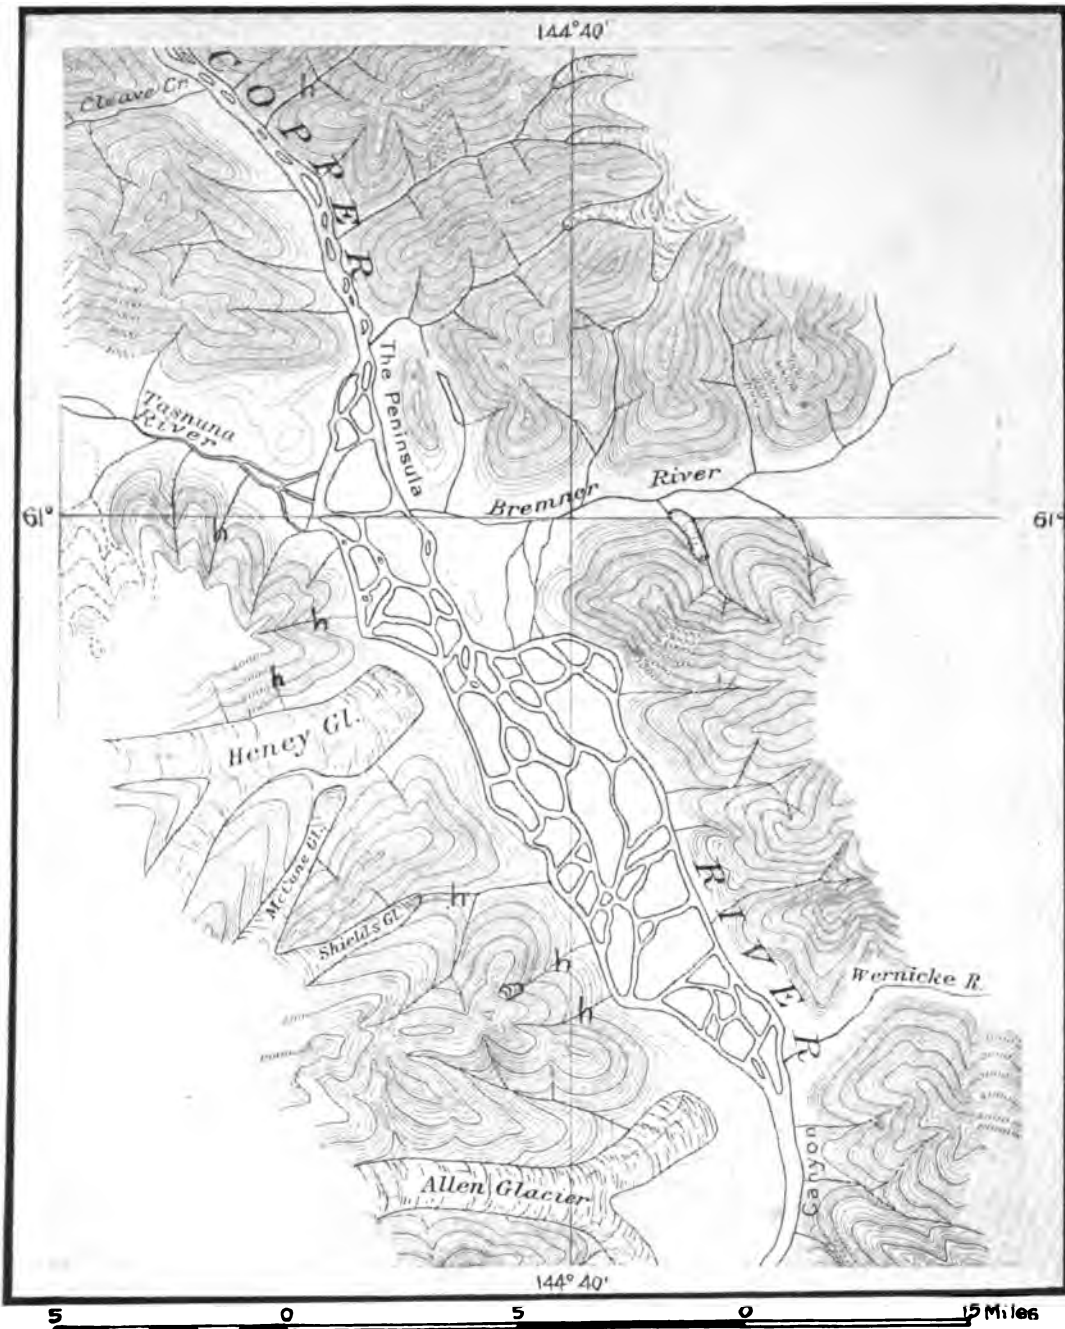 144° 40'
COPPER
h
Cleave Cr.
The Peninsula
Tasnuna
River
Bremner River
61°
61°
h
h
4000
h
Heney Gl.
McCune Gl.
Shields Gl.
h
RIVER
h
h
Wernicke R.
Canyon
Allen Glacier
144° 40'
5 0 5 0 15 Miles